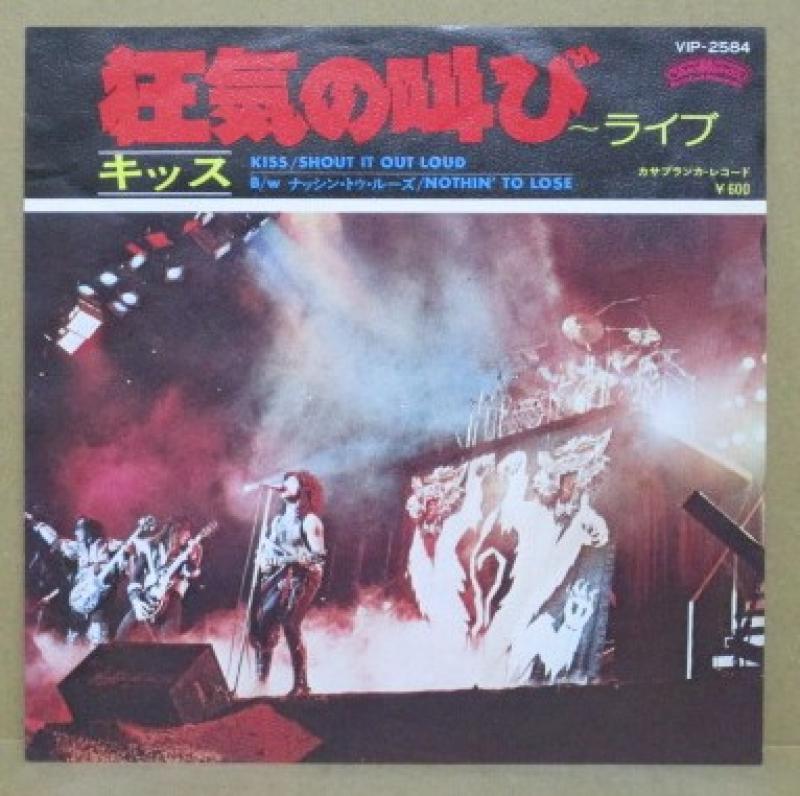 VIP-2584
狂氣の叫び
〜ライブ
キッス
KISS/SHOUT IT OUT LOUD
B/w ナッシン・トゥ・ルーズ/NOTHIN' TO LOSE
カサブランカ・レコード
¥600